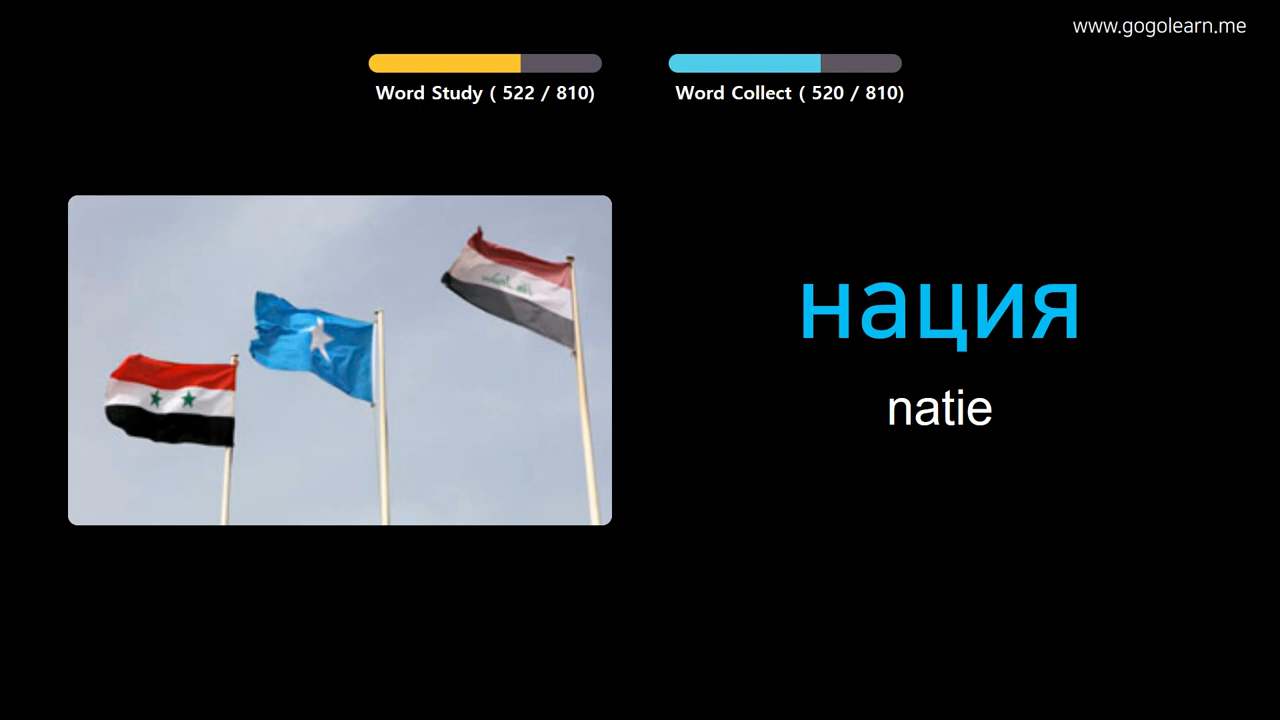 www.gogolearn.me
Word Study ( 522 / 810)
Word Collect ( 520 / 810)
нация
natie